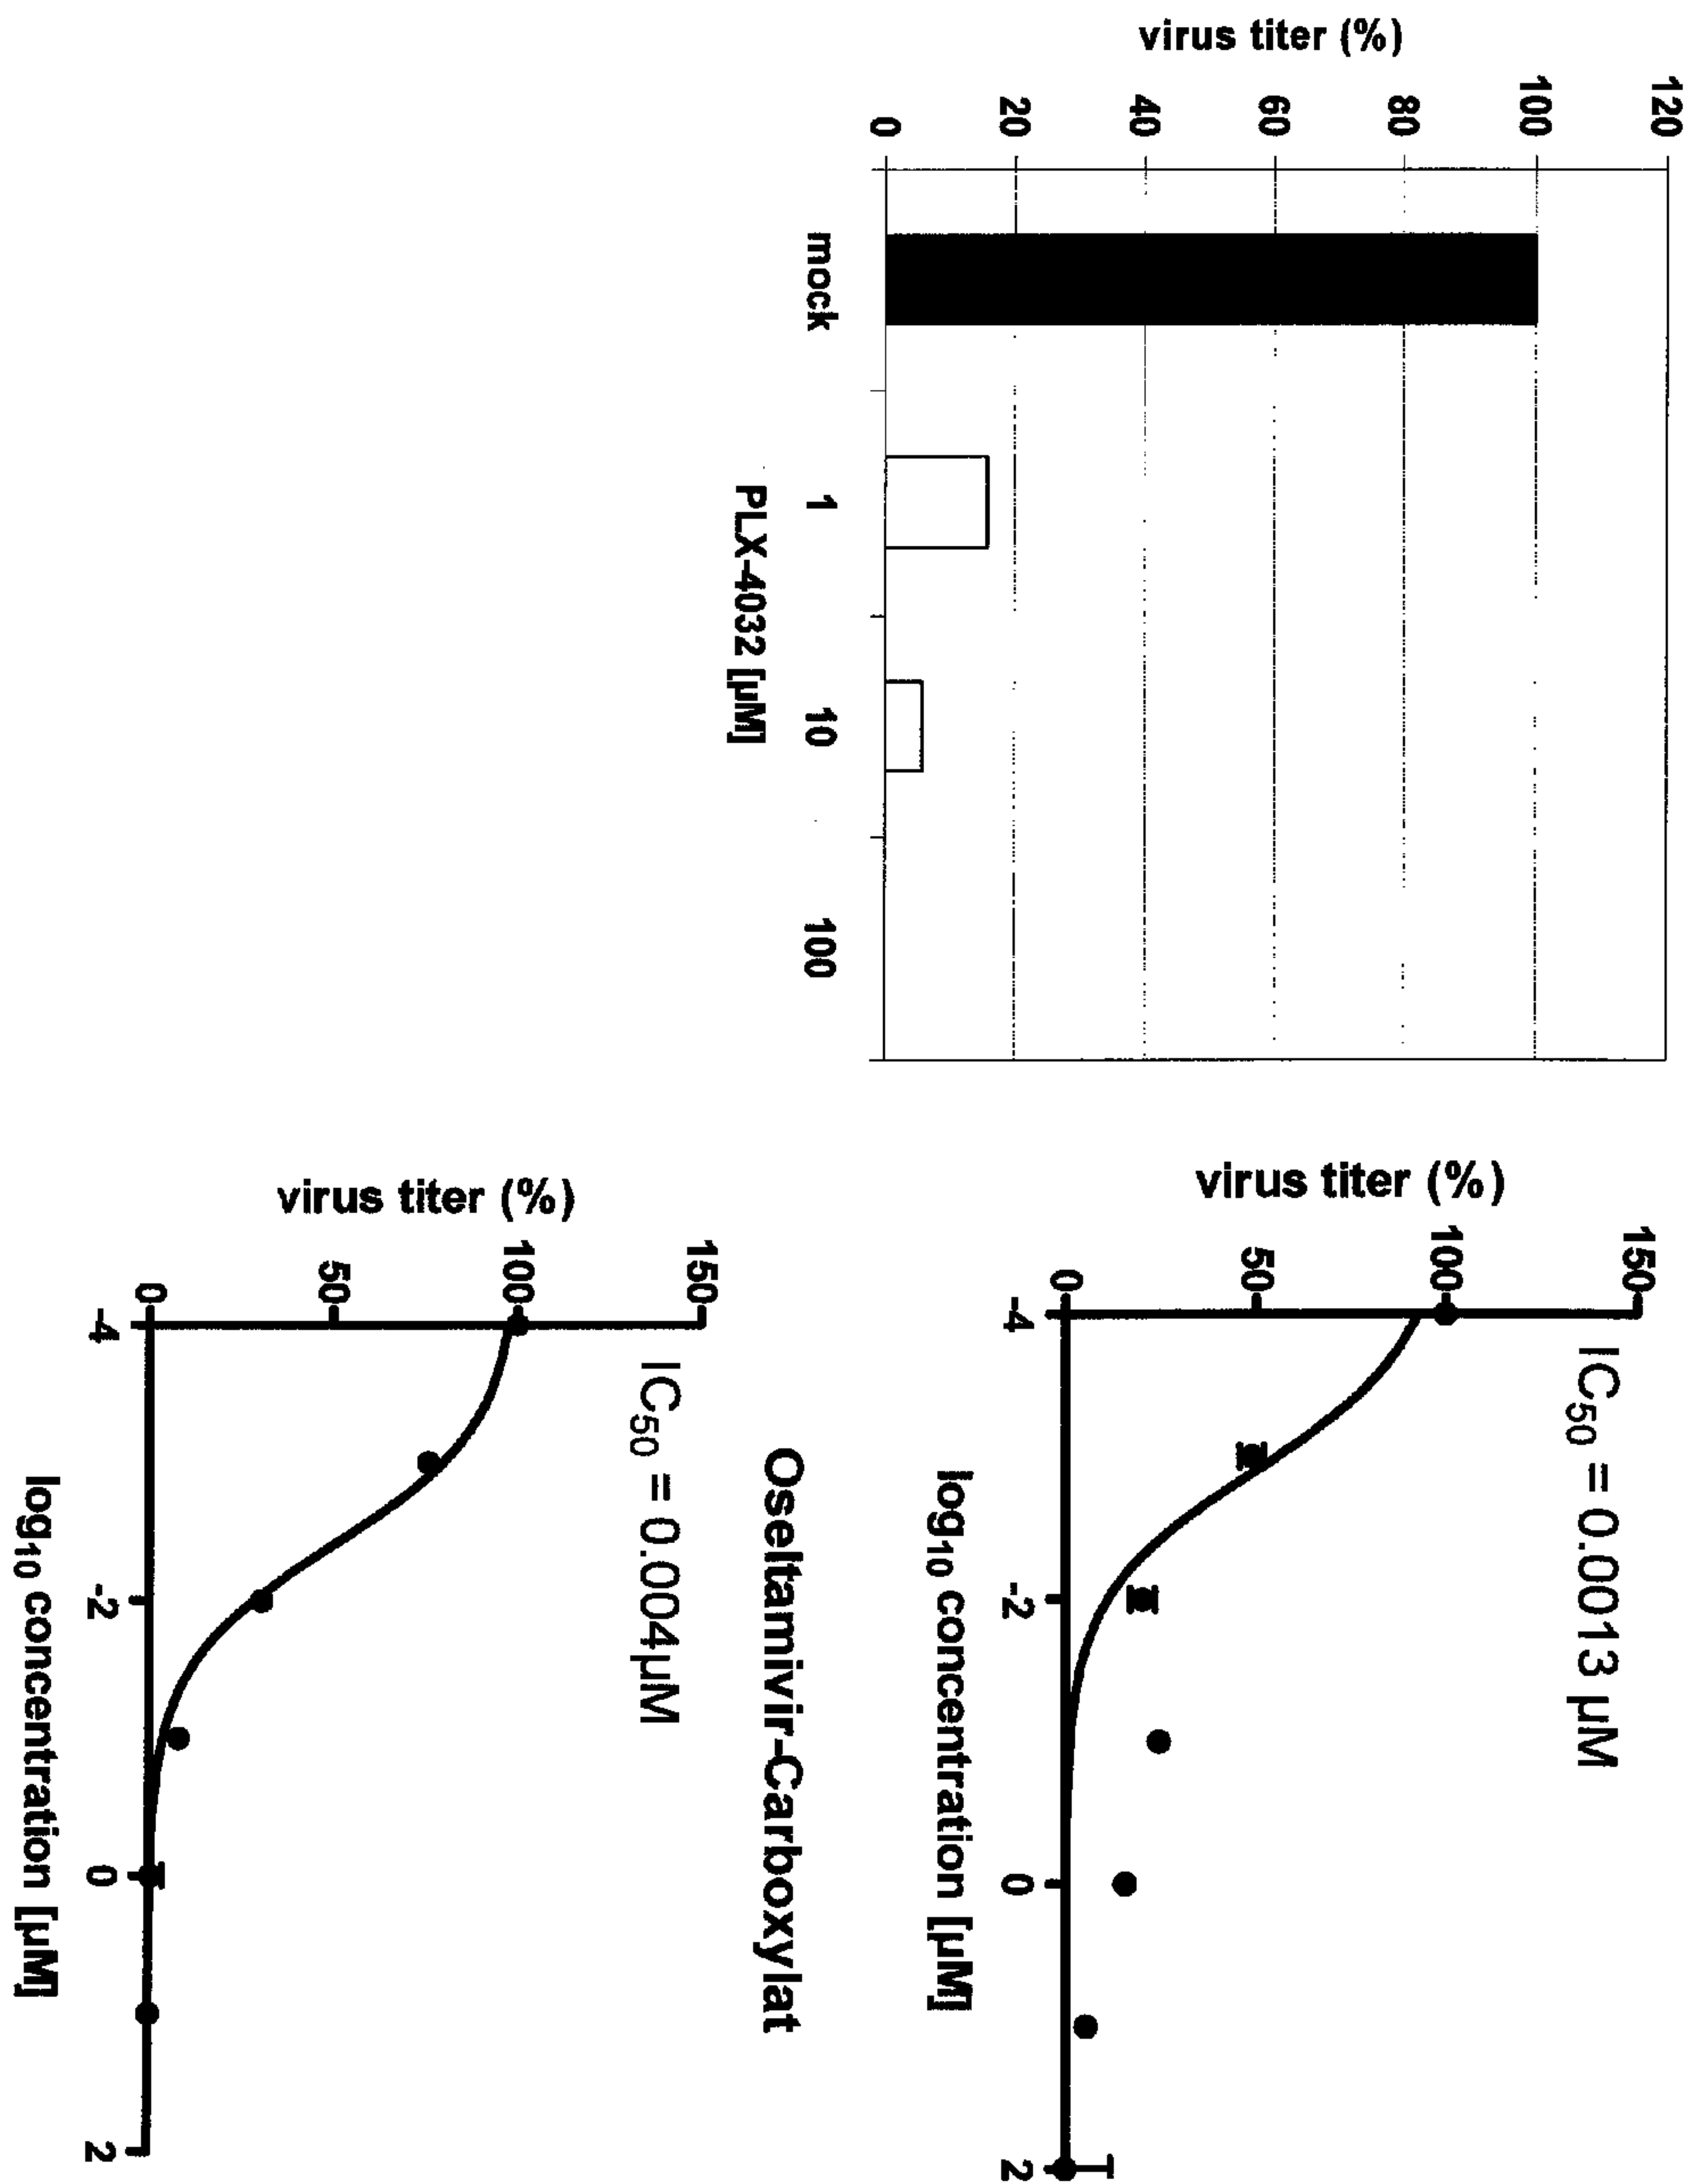 virus titer (%)
120
100
80
60
40
20
0
mock
1
10
100
PLX-4032 [µM]
virus titer (%)
150
100
50
0
IC50 = 0.0013 µM
-4
-2
0
2
log10 concentration [µM]
Oseltamivir-Carboxylat
virus titer (%)
150
100
50
0
IC50 = 0.004µM
-4
-2
0
2
log10 concentration [µM]